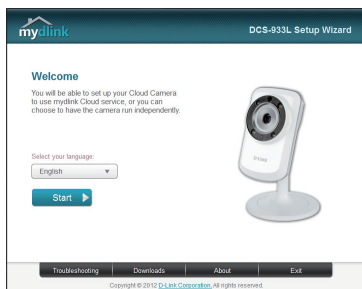 mydlink
DCS-933L Setup Wizard
Welcome
You will be able to set up your Cloud Camera
to use mydlink Cloud service, or you can
choose to have the camera run independently.
Select your language:
English
Start
D-Link
Troubleshooting
Downloads
About
Exit
Copyright © 2012 D-Link Corporation. All rights reserved.